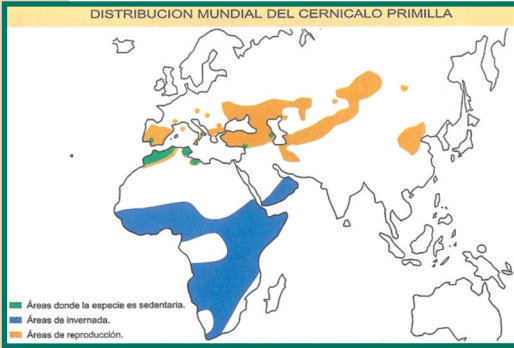 DISTRIBUCION MUNDIAL DEL CERNICALO PRIMILLA
Áreas donde la especie es sedentaria.
Áreas de invernada.
Áreas de reproducción.